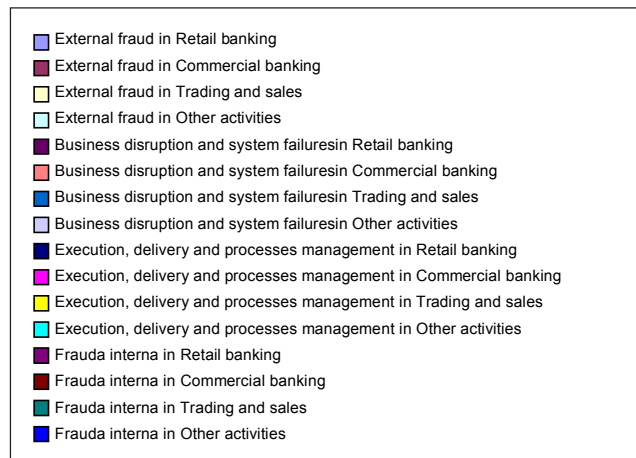 External fraud in Retail banking
External fraud in Commercial banking
External fraud in Trading and sales
External fraud in Other activities
Business disruption and system failuresin Retail banking
Business disruption and system failuresin Commercial banking
Business disruption and system failuresin Trading and sales
Business disruption and system failuresin Other activities
Execution, delivery and processes management in Retail banking
Execution, delivery and processes management in Commercial banking
Execution, delivery and processes management in Trading and sales
Execution, delivery and processes management in Other activities
Frauda interna in Retail banking
Frauda interna in Commercial banking
Frauda interna in Trading and sales
Frauda interna in Other activities